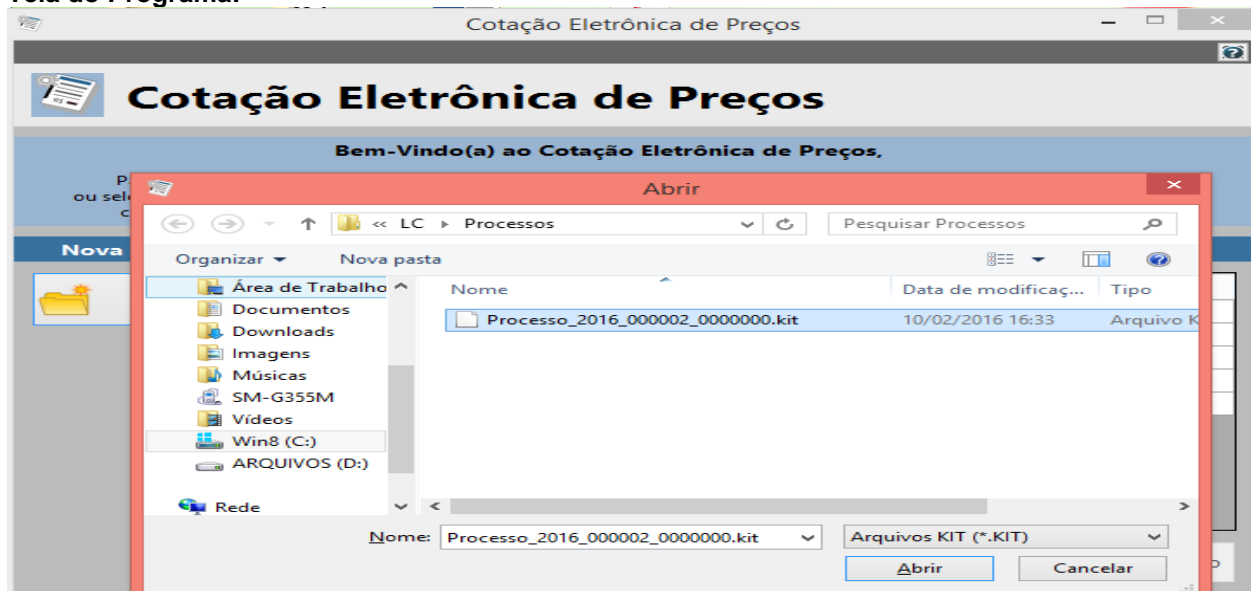 Cotação Eletrônica de Preços
Cotação Eletrônica de Preços
Bem-Vindo(a) ao Cotação Eletrônica de Preços,
Abrir
« LC ▸ Processos
Pesquisar Processos
Nova
Organizar
Nova pasta
Área de Trabalho
Documentos
Downloads
Imagens
Músicas
SM-G355M
Vídeos
Win8 (C:)
ARQUIVOS (D:)
Rede
Nome
Data de modificaç...
Tipo
Processo_2016_000002_0000000.kit
10/02/2016 16:33
Arquivo K
Nome:
Processo_2016_000002_0000000.kit
Arquivos KIT (*.KIT)
Abrir
Cancelar